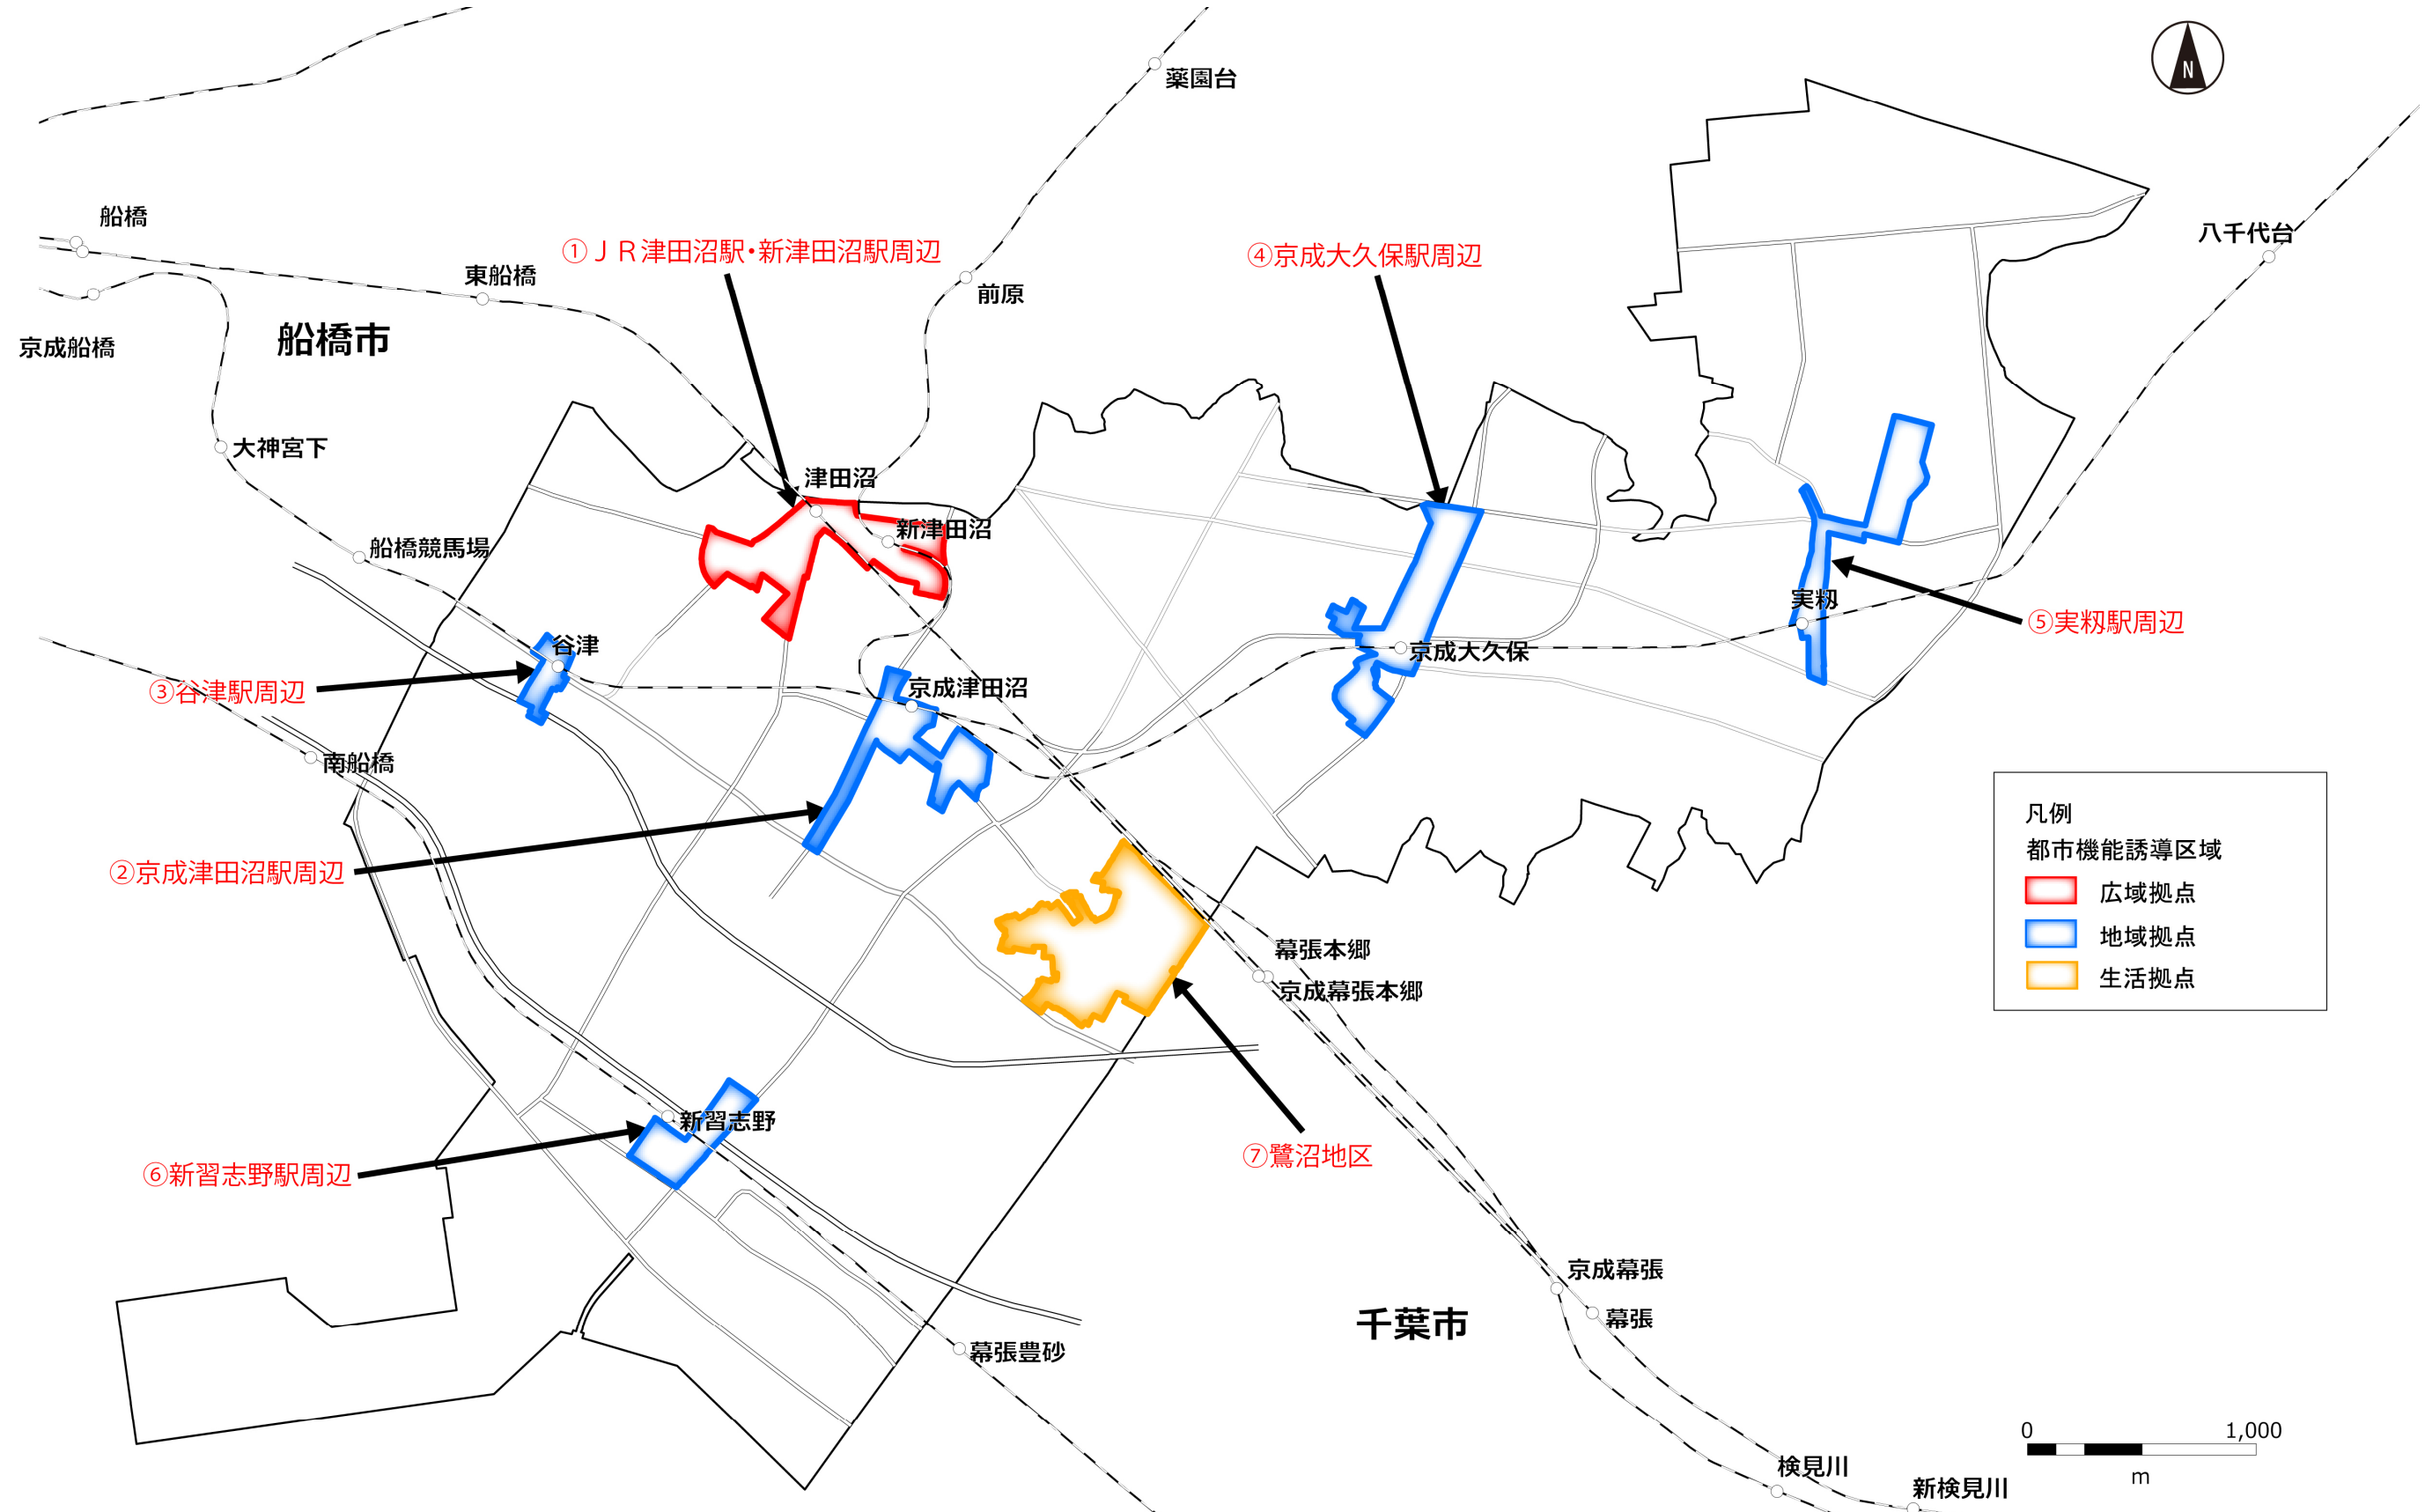 N
薬園台
船橋
八千代台
①ＪＲ津田沼駅・新津田沼駅周辺
④京成大久保駅周辺
東船橋
前原
船橋市
京成船橋
大神宮下
津田沼
新津田沼
船橋競馬場
実籾
⑤実籾駅周辺
谷津
京成大久保
③谷津駅周辺
京成津田沼
南船橋
②京成津田沼駅周辺
凡例
都市機能誘導区域
広域拠点
地域拠点
生活拠点
幕張本郷
京成幕張本郷
新習志野
⑦鷺沼地区
⑥新習志野駅周辺
京成幕張
幕張
千葉市
幕張豊砂
0 1,000
m
検見川
新検見川